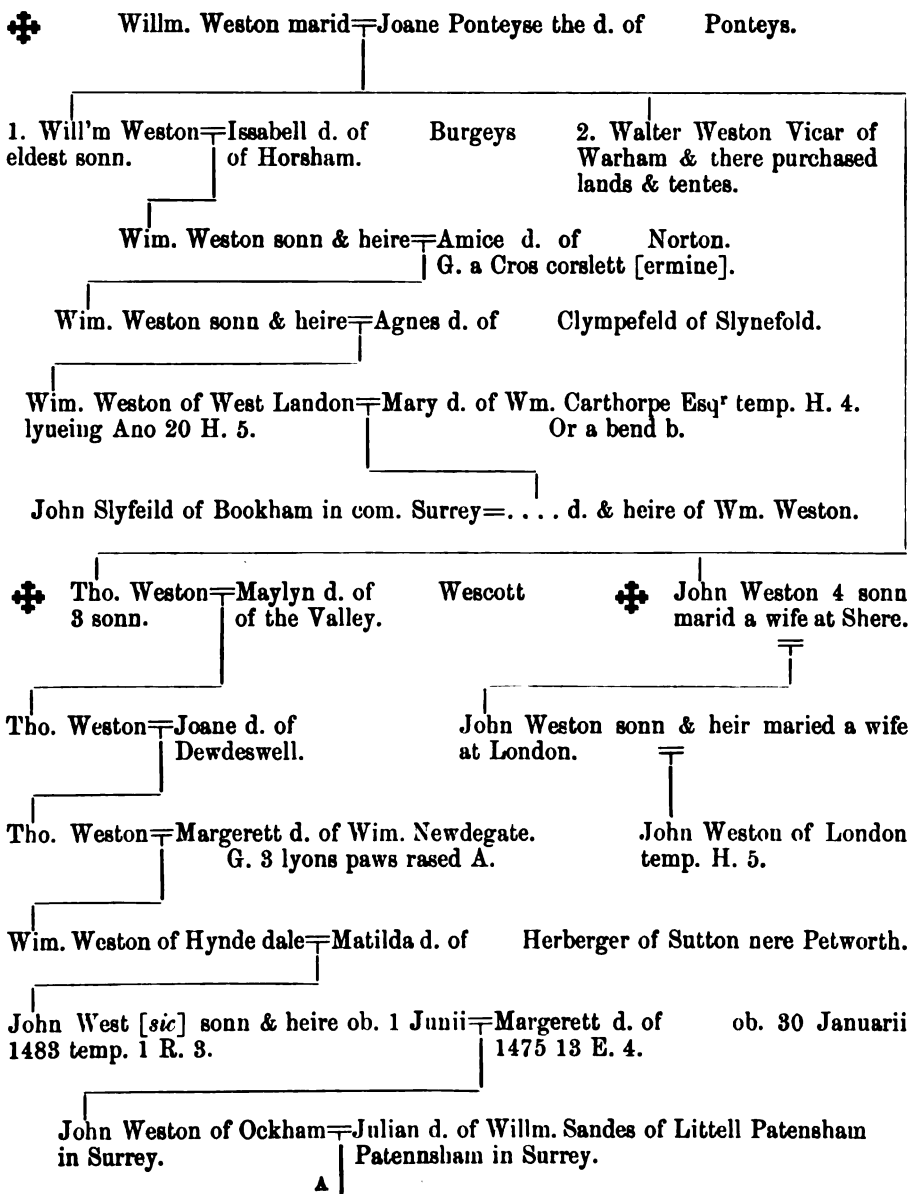 Willm. Weston marid=Joane Ponteyse the d. of Ponteys.
1. Will'm Weston=Issabell d. of Burgeys 2. Walter Weston Vicar of
eldest sonn. of Horsham. Warham & there purchased
lands & tentes.
Wim. Weston sonn & heire=Amice d. of Norton.
G. a Cros corslett [ermine].
Wim. Weston sonn & heire=Agnes d. of Clympefeld of Slynefold.
Wim. Weston of West Landon=Mary d. of Wm. Carthorpe Esqr temp. H. 4.
lyueing Ano 20 H. 5. Or a bend b.
John Slyfeild of Bookham in com. Surrey=.... d. & heire of Wm. Weston.
Tho. Weston=Maylyn d. of Wescott John Weston 4 sonn
3 sonn. of the Valley. marid a wife at Shere.
Tho. Weston=Joane d. of John Weston sonn & heir maried a wife
Dewdeswell. at London.
Tho. Weston=Margerett d. of Wim. Newdegate. John Weston of London
G. 3 lyons paws rased A. temp. H. 5.
Wim. Weston of Hynde dale=Matilda d. of Herberger of Sutton nere Petworth.
John West [sic] sonn & heire ob. 1 Junii=Margerett d. of ob. 30 Januarii
1483 temp. 1 R. 3. 1475 13 E. 4.
John Weston of Ockham=Julian d. of Willm. Sandes of Littell Patensham
in Surrey. Patennsham in Surrey.
A